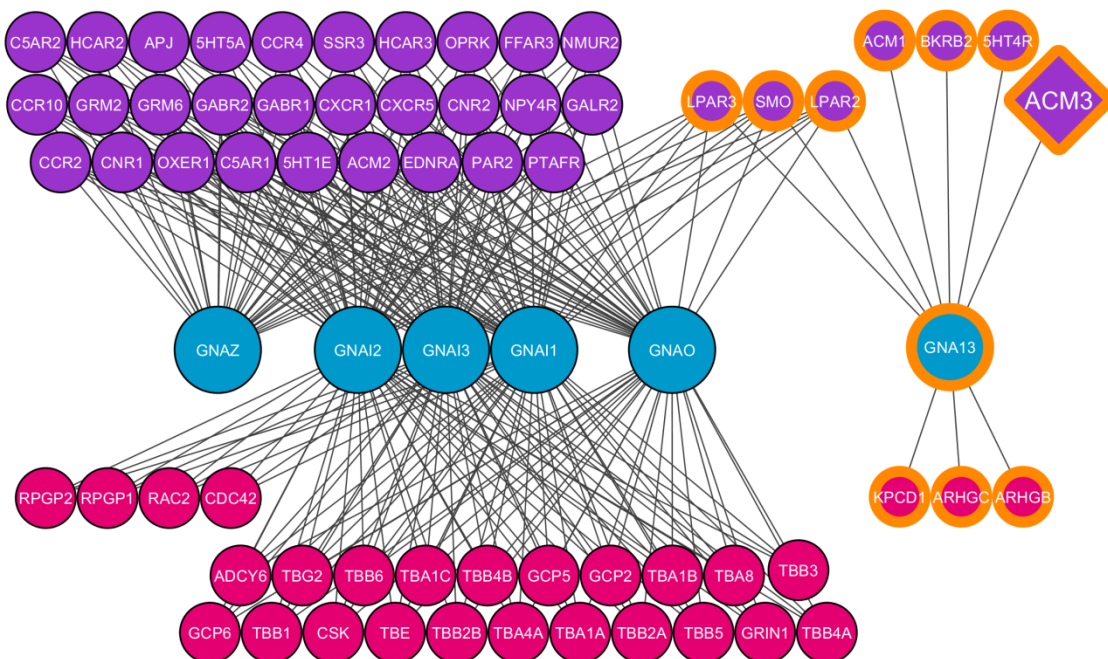 C5AR2 HCAR2 APJ 5HT5A CCR4 SSR3 HCAR3 OPRK FFAR3 NMUR2 ACM1 BKRB2 5HT4R
CCR10 GRM2 GRM6 GABR2 GABR1 CXCR1 CXCR5 CNR2 NPY4R GALR2 LPAR3 SMO LPAR2 ACM3
CCR2 CNR1 OXER1 C5AR1 5HT1E ACM2 EDNRA PAR2 PTAFR
GNAZ GNAI2 GNAI3 GNAI1 GNAO GNA13
RPGP2 RPGP1 RAC2 CDC42 KPCD1 ARHGC ARHGB
ADCY6 TBG2 TBB6 TBA1C TBB4B GCP5 GCP2 TBA1B TBA8 TBB3
GCP6 TBB1 CSK TBE TBB2B TBA4A TBA1A TBB2A TBB5 GRIN1 TBB4A